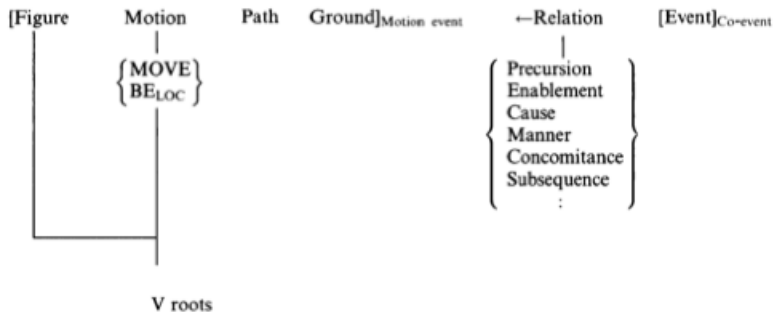 [Figure Motion Path Ground]Motion event ←Relation [Event]Co-event
MOVE
BELOC
Precursion
Enablement
Cause
Manner
Concomitance
Subsequence
:
V roots